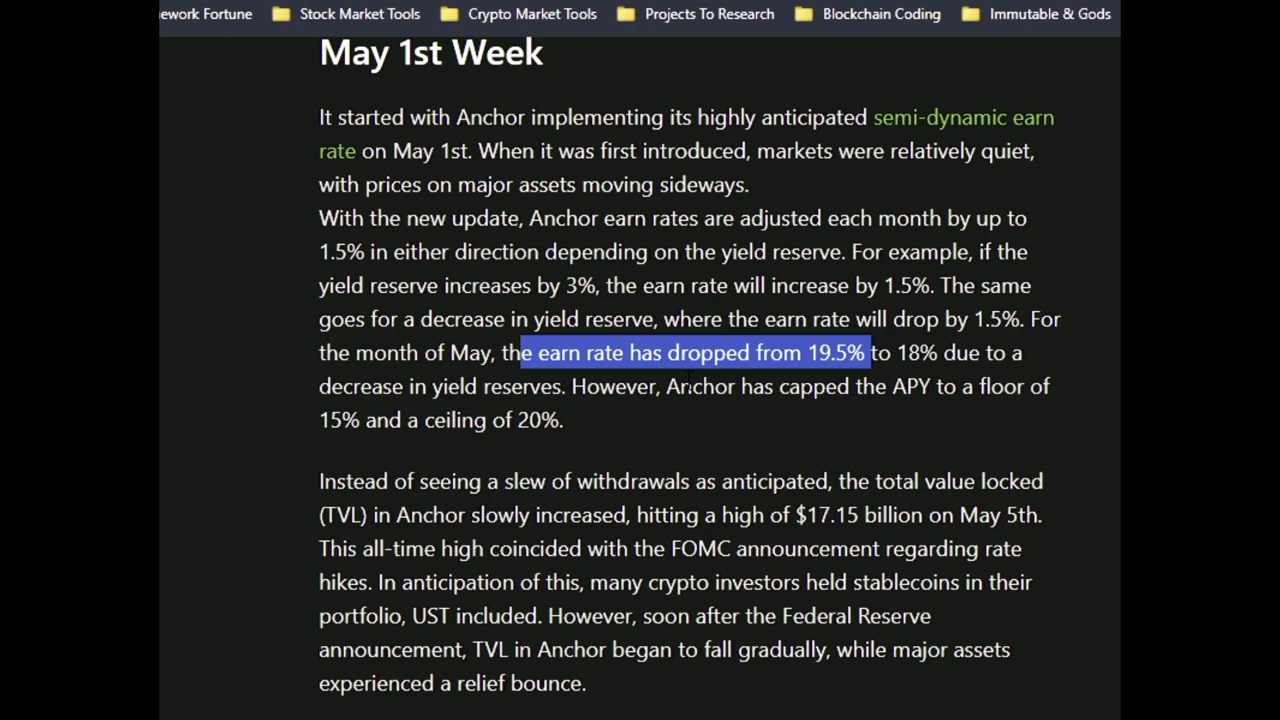 ework Fortune Stock Market Tools Crypto Market Tools Projects To Research Blockchain Coding Immutable & Gods
May 1st Week
It started with Anchor implementing its highly anticipated semi-dynamic earn
rate on May 1st. When it was first introduced, markets were relatively quiet,
with prices on major assets moving sideways.
With the new update, Anchor earn rates are adjusted each month by up to
1.5% in either direction depending on the yield reserve. For example, if the
yield reserve increases by 3%, the earn rate will increase by 1.5%. The same
goes for a decrease in yield reserve, where the earn rate will drop by 1.5%. For
the month of May, the earn rate has dropped from 19.5% to 18% due to a
decrease in yield reserves. However, Anchor has capped the APY to a floor of
15% and a ceiling of 20%.
Instead of seeing a slew of withdrawals as anticipated, the total value locked
(TVL) in Anchor slowly increased, hitting a high of $17.15 billion on May 5th.
This all-time high coincided with the FOMC announcement regarding rate
hikes. In anticipation of this, many crypto investors held stablecoins in their
portfolio, UST included. However, soon after the Federal Reserve
announcement, TVL in Anchor began to fall gradually, while major assets
experienced a relief bounce.